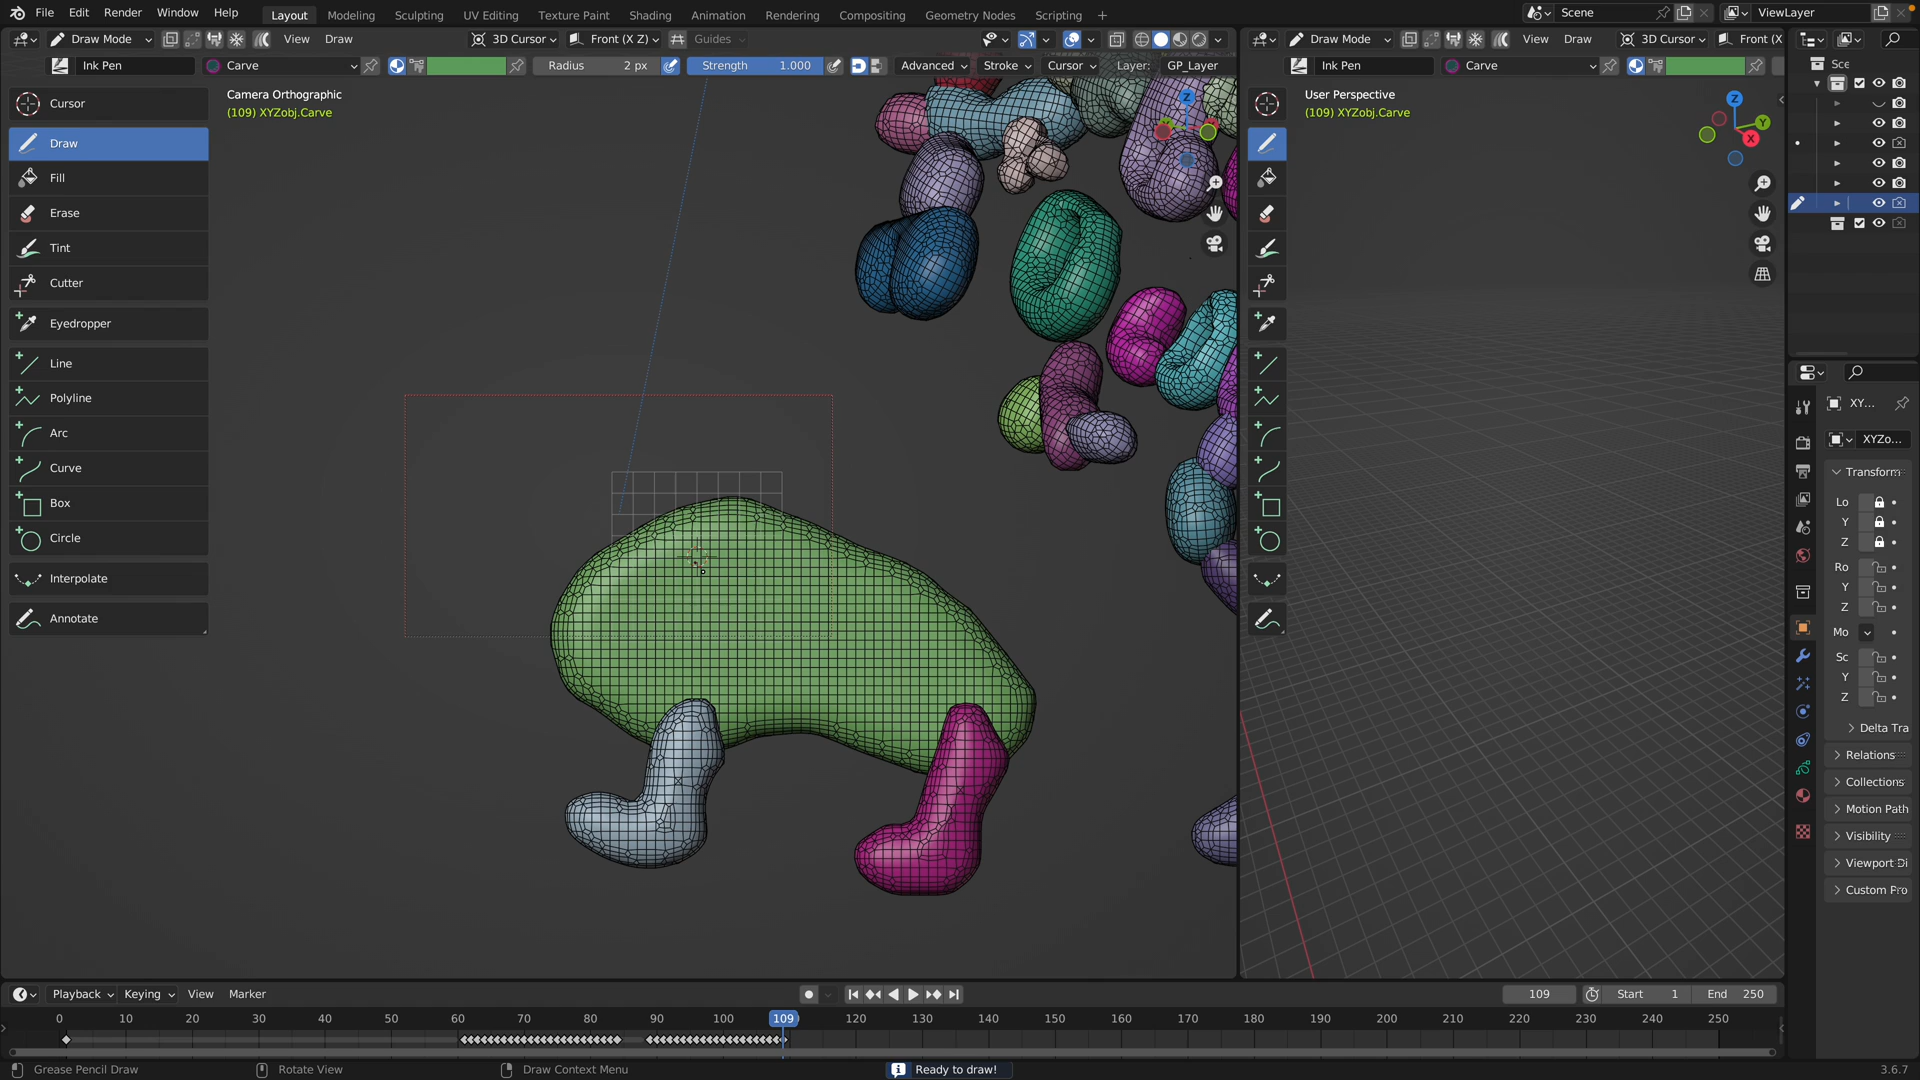 File Edit Render Window Help Layout Modeling Sculpting UV Editing Texture Paint Shading Animation Rendering Compositing Geometry Nodes Scripting + Scene ViewLayer
Draw Mode View Draw 3D Cursor Front (X Z) Guides Draw Mode View Draw 3D Cursor Front (X
Ink Pen Carve Radius 2 px Strength 1.000 Advanced Stroke Cursor Layer: GP_Layer Ink Pen Carve Sce
Camera Orthographic
(109) XYZobj.Carve
User Perspective
(109) XYZobj.Carve
Z
Z
Y
X
Cursor
Draw
Fill
Erase
Tint
Cutter
Eyedropper
Line
Polyline
Arc
Curve
Box
Circle
Interpolate
Annotate
XY...
XYZo...
Transform
Lo
Y
Z
Ro
Y
Z
Mo
Sc
Y
Z
Delta Tra
Relations
Collections
Motion Path
Visibility
Viewport Di
Custom Pro
Playback Keying View Marker 109 Start 1 End 250
0 10 20 30 40 50 60 70 80 90 100 109 120 130 140 150 160 170 180 190 200 210 220 230 240 250
Grease Pencil Draw Rotate View Draw Context Menu Ready to draw! 3.6.7